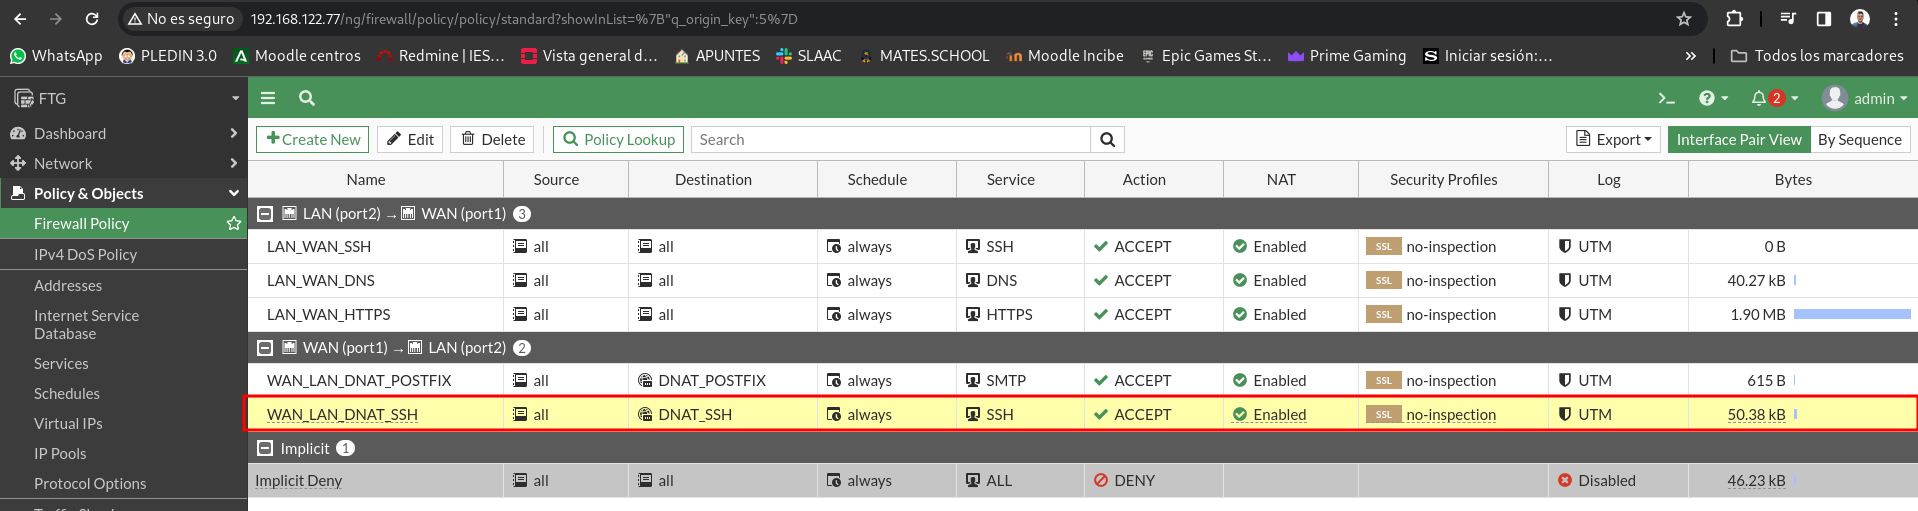 No es seguro 192.168.122.77/ng/firewall/policy/policy/standard?showInList=%7B"q_origin_key":5%7D
WhatsApp PLEDIN 3.0 Moodle centros Redmine | IES... Vista general d... APUNTES SLAAC MATES.SCHOOL Moodle Incibe Epic Games St... Prime Gaming Iniciar sesión:... » Todos los marcadores
FTG
>_ ? 2 admin
Dashboard
Network
Policy & Objects
Firewall Policy
IPv4 DoS Policy
Addresses
Internet Service
Database
Services
Schedules
Virtual IPs
IP Pools
Protocol Options
+Create New Edit Delete Policy Lookup Search Export Interface Pair View By Sequence
Name Source Destination Schedule Service Action NAT Security Profiles Log Bytes
LAN (port2) → WAN (port1) 3
LAN_WAN_SSH all all always SSH ACCEPT Enabled SSL no-inspection UTM 0 B
LAN_WAN_DNS all all always DNS ACCEPT Enabled SSL no-inspection UTM 40.27 kB
LAN_WAN_HTTPS all all always HTTPS ACCEPT Enabled SSL no-inspection UTM 1.90 MB
WAN (port1) → LAN (port2) 2
WAN_LAN_DNAT_POSTFIX all DNAT_POSTFIX always SMTP ACCEPT Enabled SSL no-inspection UTM 615 B
WAN_LAN_DNAT_SSH all DNAT_SSH always SSH ACCEPT Enabled SSL no-inspection UTM 50.38 kB
Implicit 1
Implicit Deny all all always ALL DENY Disabled 46.23 kB